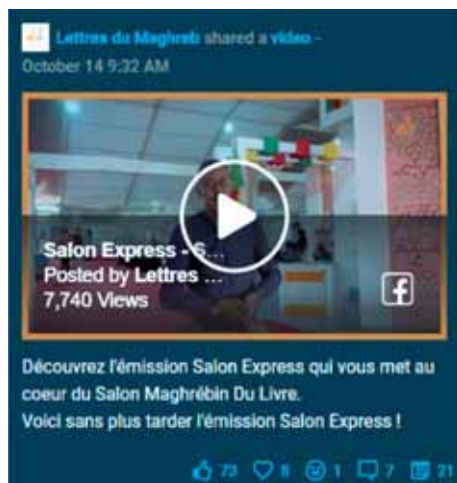 Lettres du Maghreb shared a video -
October 14 9:32 AM
Salon Express - S...
Posted by Lettres ...
7,740 Views
Découvrez l'émission Salon Express qui vous met au
coeur du Salon Maghrébin Du Livre.
Voici sans plus tarder l'émission Salon Express !
73 8 1 7 21